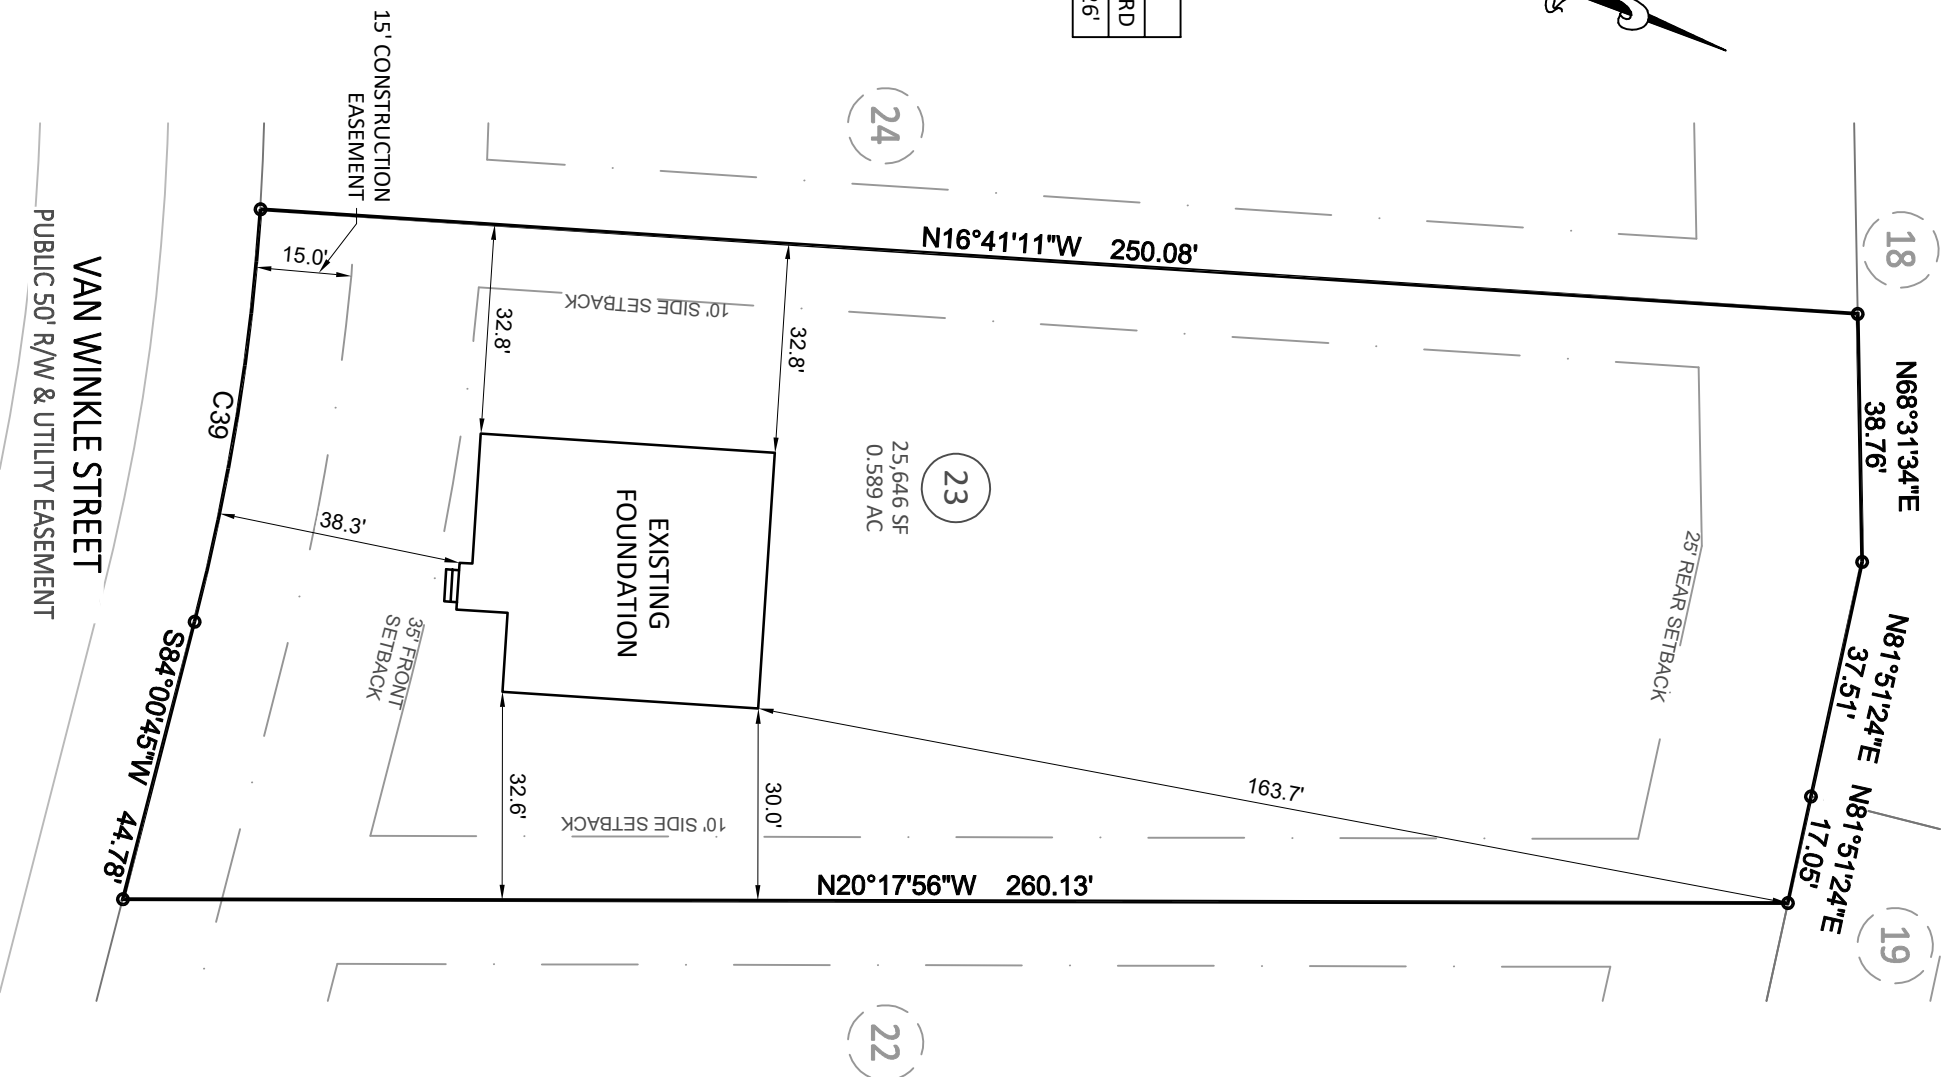 RD
26'
24
18
15' CONSTRUCTION
EASEMENT
15.0'
N16°41'11"W 250.08'
10' SIDE SETBACK
32.8'
32.8'
N68°31'34"E
38.76'
C39
VAN WINKLE STREET
PUBLIC 50' R/W & UTILITY EASEMENT
23
25,646 SF
0.589 AC
EXISTING
FOUNDATION
38.3'
25' REAR SETBACK
N81°51'24"E
37.51'
35' FRONT
SETBACK
S84°00'45"W 44.78'
32.6'
30.0'
10' SIDE SETBACK
163.7'
N81°51'24"E
17.05'
N20°17'56"W 260.13'
19
22